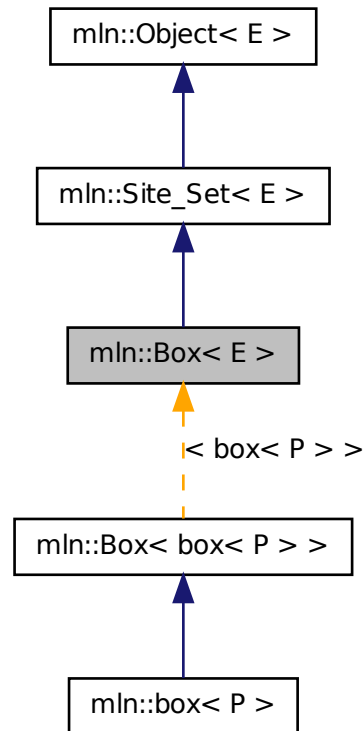 mln::Object< E >
mln::Site_Set< E >
mln::Box< E >
< box< P > >
mln::Box< box< P > >
mln::box< P >